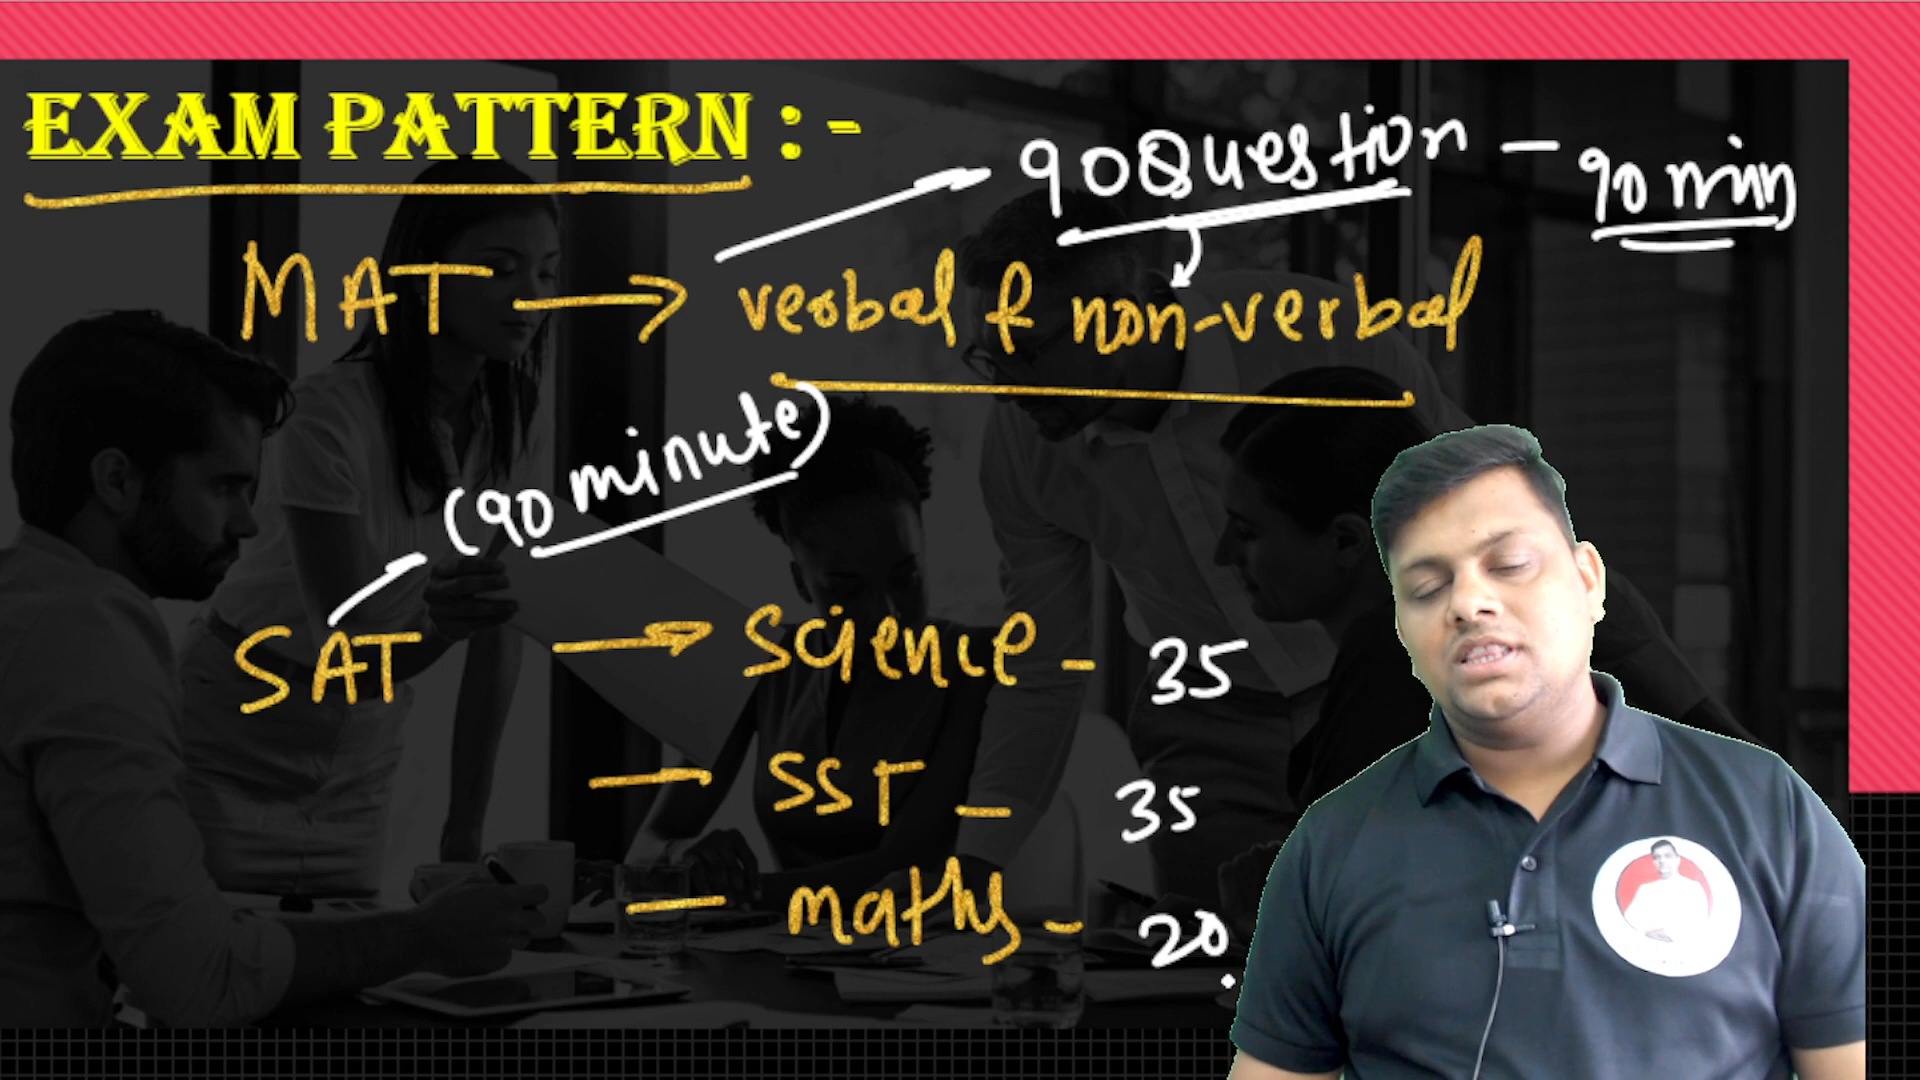 EXAM PATTERN : -
90 Question - 90 min
MAT → verbal & non-verbal
(90 minute)
SAT → Science - 35
- SST - 35
- maths - 20